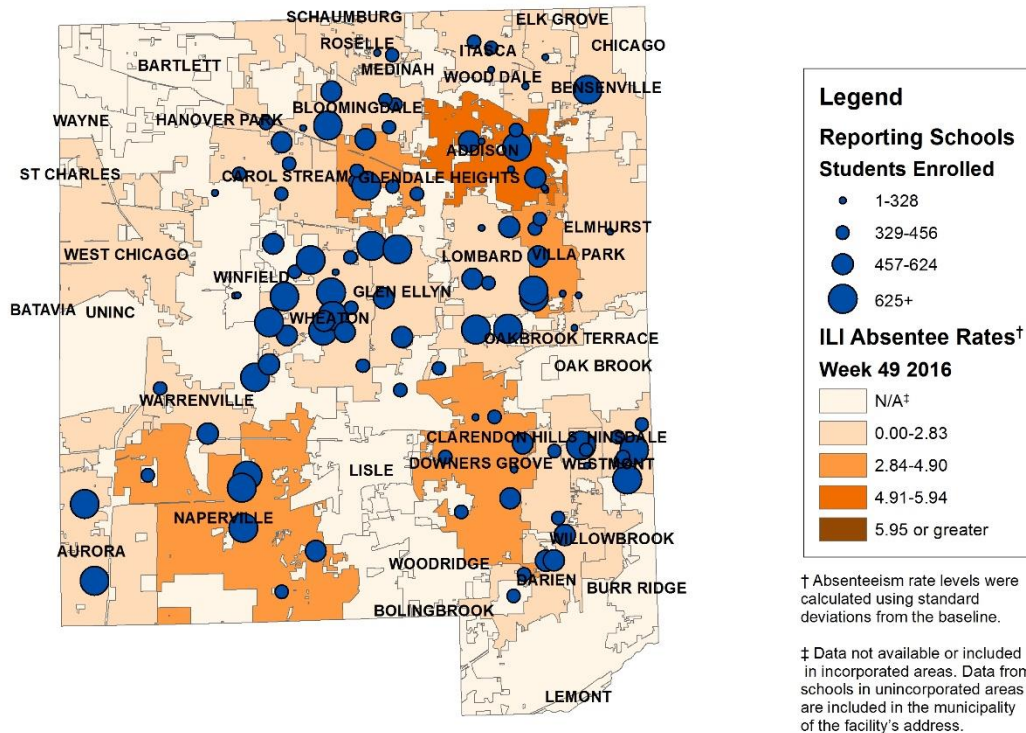 SCHAUMBURG
ELK GROVE
ROSELLE
ITASCA
CHICAGO
BARTLETT
MEDINAH
WOOD DALE
BENSENVILLE
BLOOMINGDALE
WAYNE
HANOVER PARK
ADDISON
ST CHARLES
CAROL STREAM
GLENDALE HEIGHTS
ELMHURST
WEST CHICAGO
LOMBARD
VILLA PARK
WINFIELD
GLEN ELLYN
BATAVIA
UNINC
WHEATON
OAKBROOK TERRACE
OAK BROOK
WARRENVILLE
CLARENDON HILLS
HINSDALE
LISLE
DOWNERS GROVE
WESTMONT
NAPERVILLE
AURORA
WILLOWBROOK
WOODRIDGE
DARIEN
BURR RIDGE
BOLINGBROOK
LEMONT
Legend
Reporting Schools
Students Enrolled
1-328
329-456
457-624
625+
ILI Absentee Rates†
Week 49 2016
N/A‡
0.00-2.83
2.84-4.90
4.91-5.94
5.95 or greater
† Absenteeism rate levels were
calculated using standard
deviations from the baseline.
‡ Data not available or included
in incorporated areas. Data from
schools in unincorporated areas
are included in the municipality
of the facility's address.